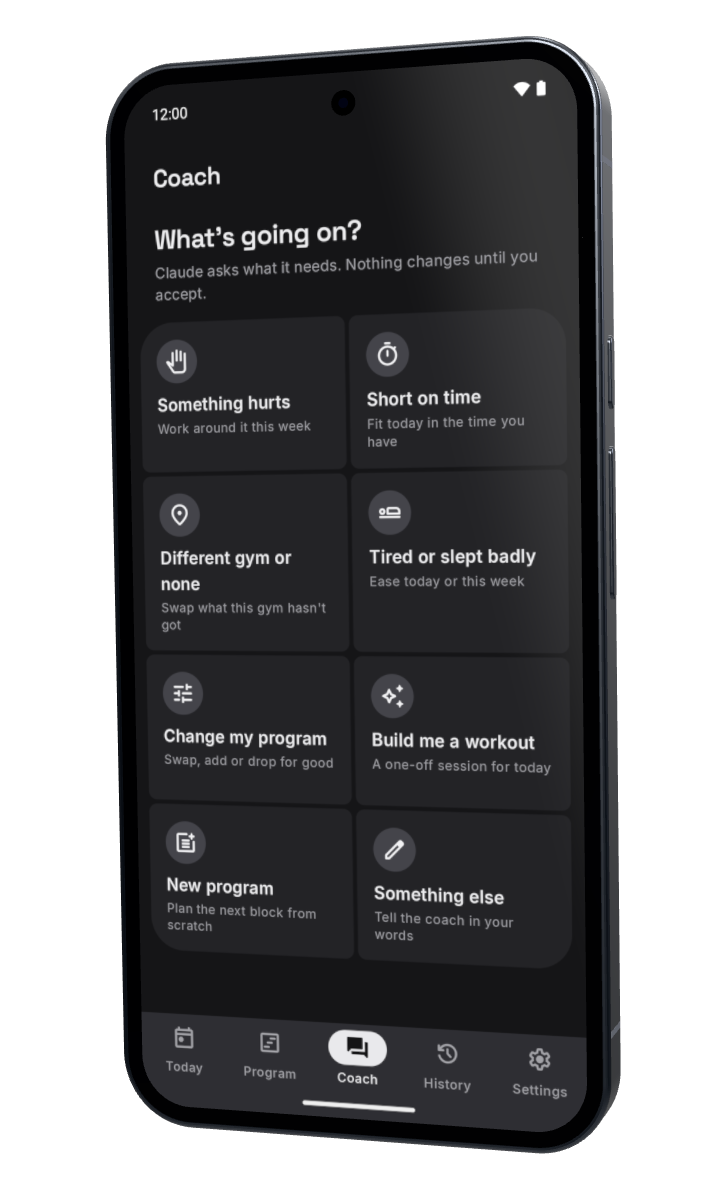 12:00
Coach
What's going on?
Claude asks what it needs. Nothing changes until you
accept.
Something hurts
Work around it this week
Short on time
Fit today in the time you
have
Different gym or
none
Swap what this gym hasn't
got
Tired or slept badly
Ease today or this week
Change my program
Swap, add or drop for good
Build me a workout
A one-off session for today
New program
Plan the next block from
scratch
Something else
Tell the coach in your
words
Today
Program
Coach
History
Settings